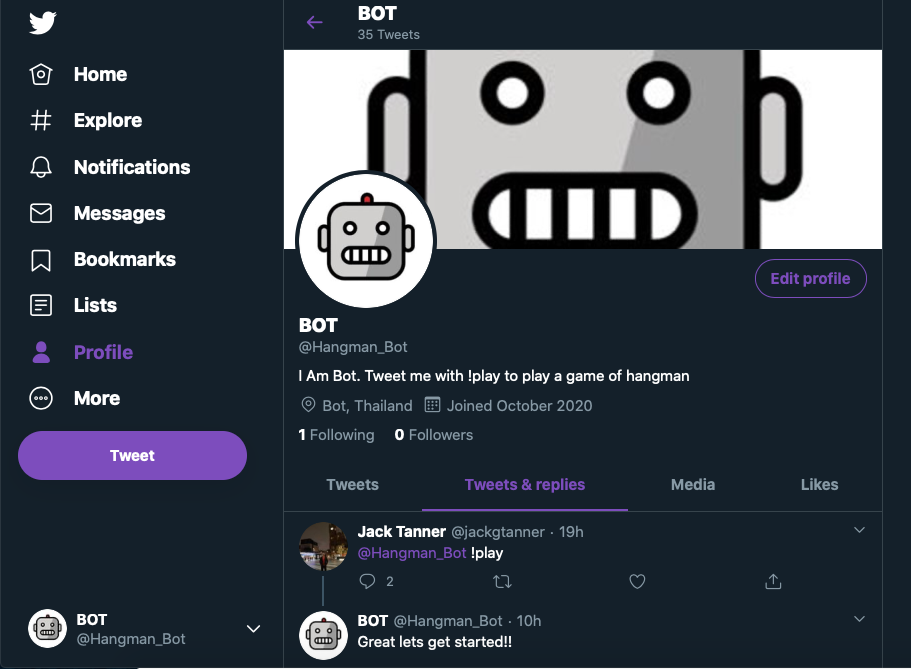 Home
Explore
Notifications
Messages
Bookmarks
Lists
Profile
More
Tweet
BOT
@Hangman_Bot
BOT
35 Tweets
Edit profile
BOT
@Hangman_Bot
I Am Bot. Tweet me with !play to play a game of hangman
Bot, Thailand Joined October 2020
1 Following 0 Followers
Tweets Tweets & replies Media Likes
Jack Tanner @jackgtanner · 19h
@Hangman_Bot !play
2
BOT @Hangman_Bot · 10h
Great lets get started!!